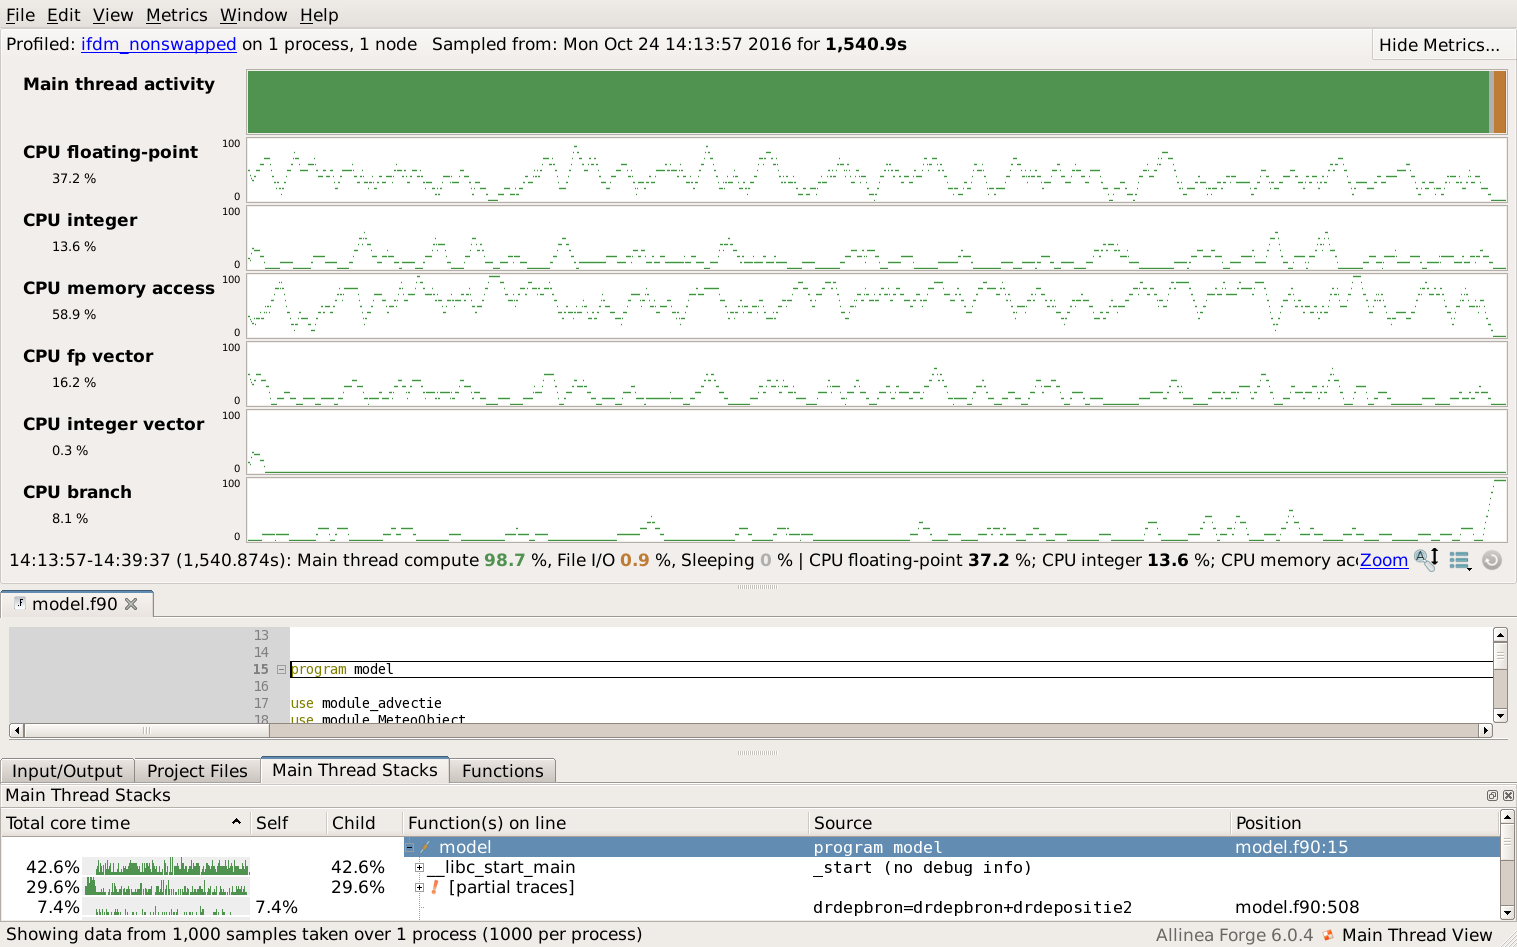 File Edit View Metrics Window Help
Profiled: ifdm_nonswapped on 1 process, 1 node Sampled from: Mon Oct 24 14:13:57 2016 for 1,540.9s
Hide Metrics...
Main thread activity
CPU floating-point
37.2 %
100
0
CPU integer
13.6 %
100
0
CPU memory access
58.9 %
100
0
CPU fp vector
16.2 %
100
0
CPU integer vector
0.3 %
100
0
CPU branch
8.1 %
100
0
14:13:57-14:39:37 (1,540.874s): Main thread compute 98.7 %, File I/O 0.9 %, Sleeping 0 % | CPU floating-point 37.2 %; CPU integer 13.6 %; CPU memory acc Zoom
model.f90
13
14
15 program model
16
17 use module_advectie
18 use module_MeteoObject
Input/Output Project Files Main Thread Stacks Functions
Main Thread Stacks
Total core time Self Child Function(s) on line Source Position
model program model model.f90:15
42.6% 42.6% __libc_start_main _start (no debug info)
29.6% 29.6% [partial traces]
7.4% 7.4% drdepbron=drdepbron+drdepositie2 model.f90:508
Showing data from 1,000 samples taken over 1 process (1000 per process)
Allinea Forge 6.0.4 Main Thread View